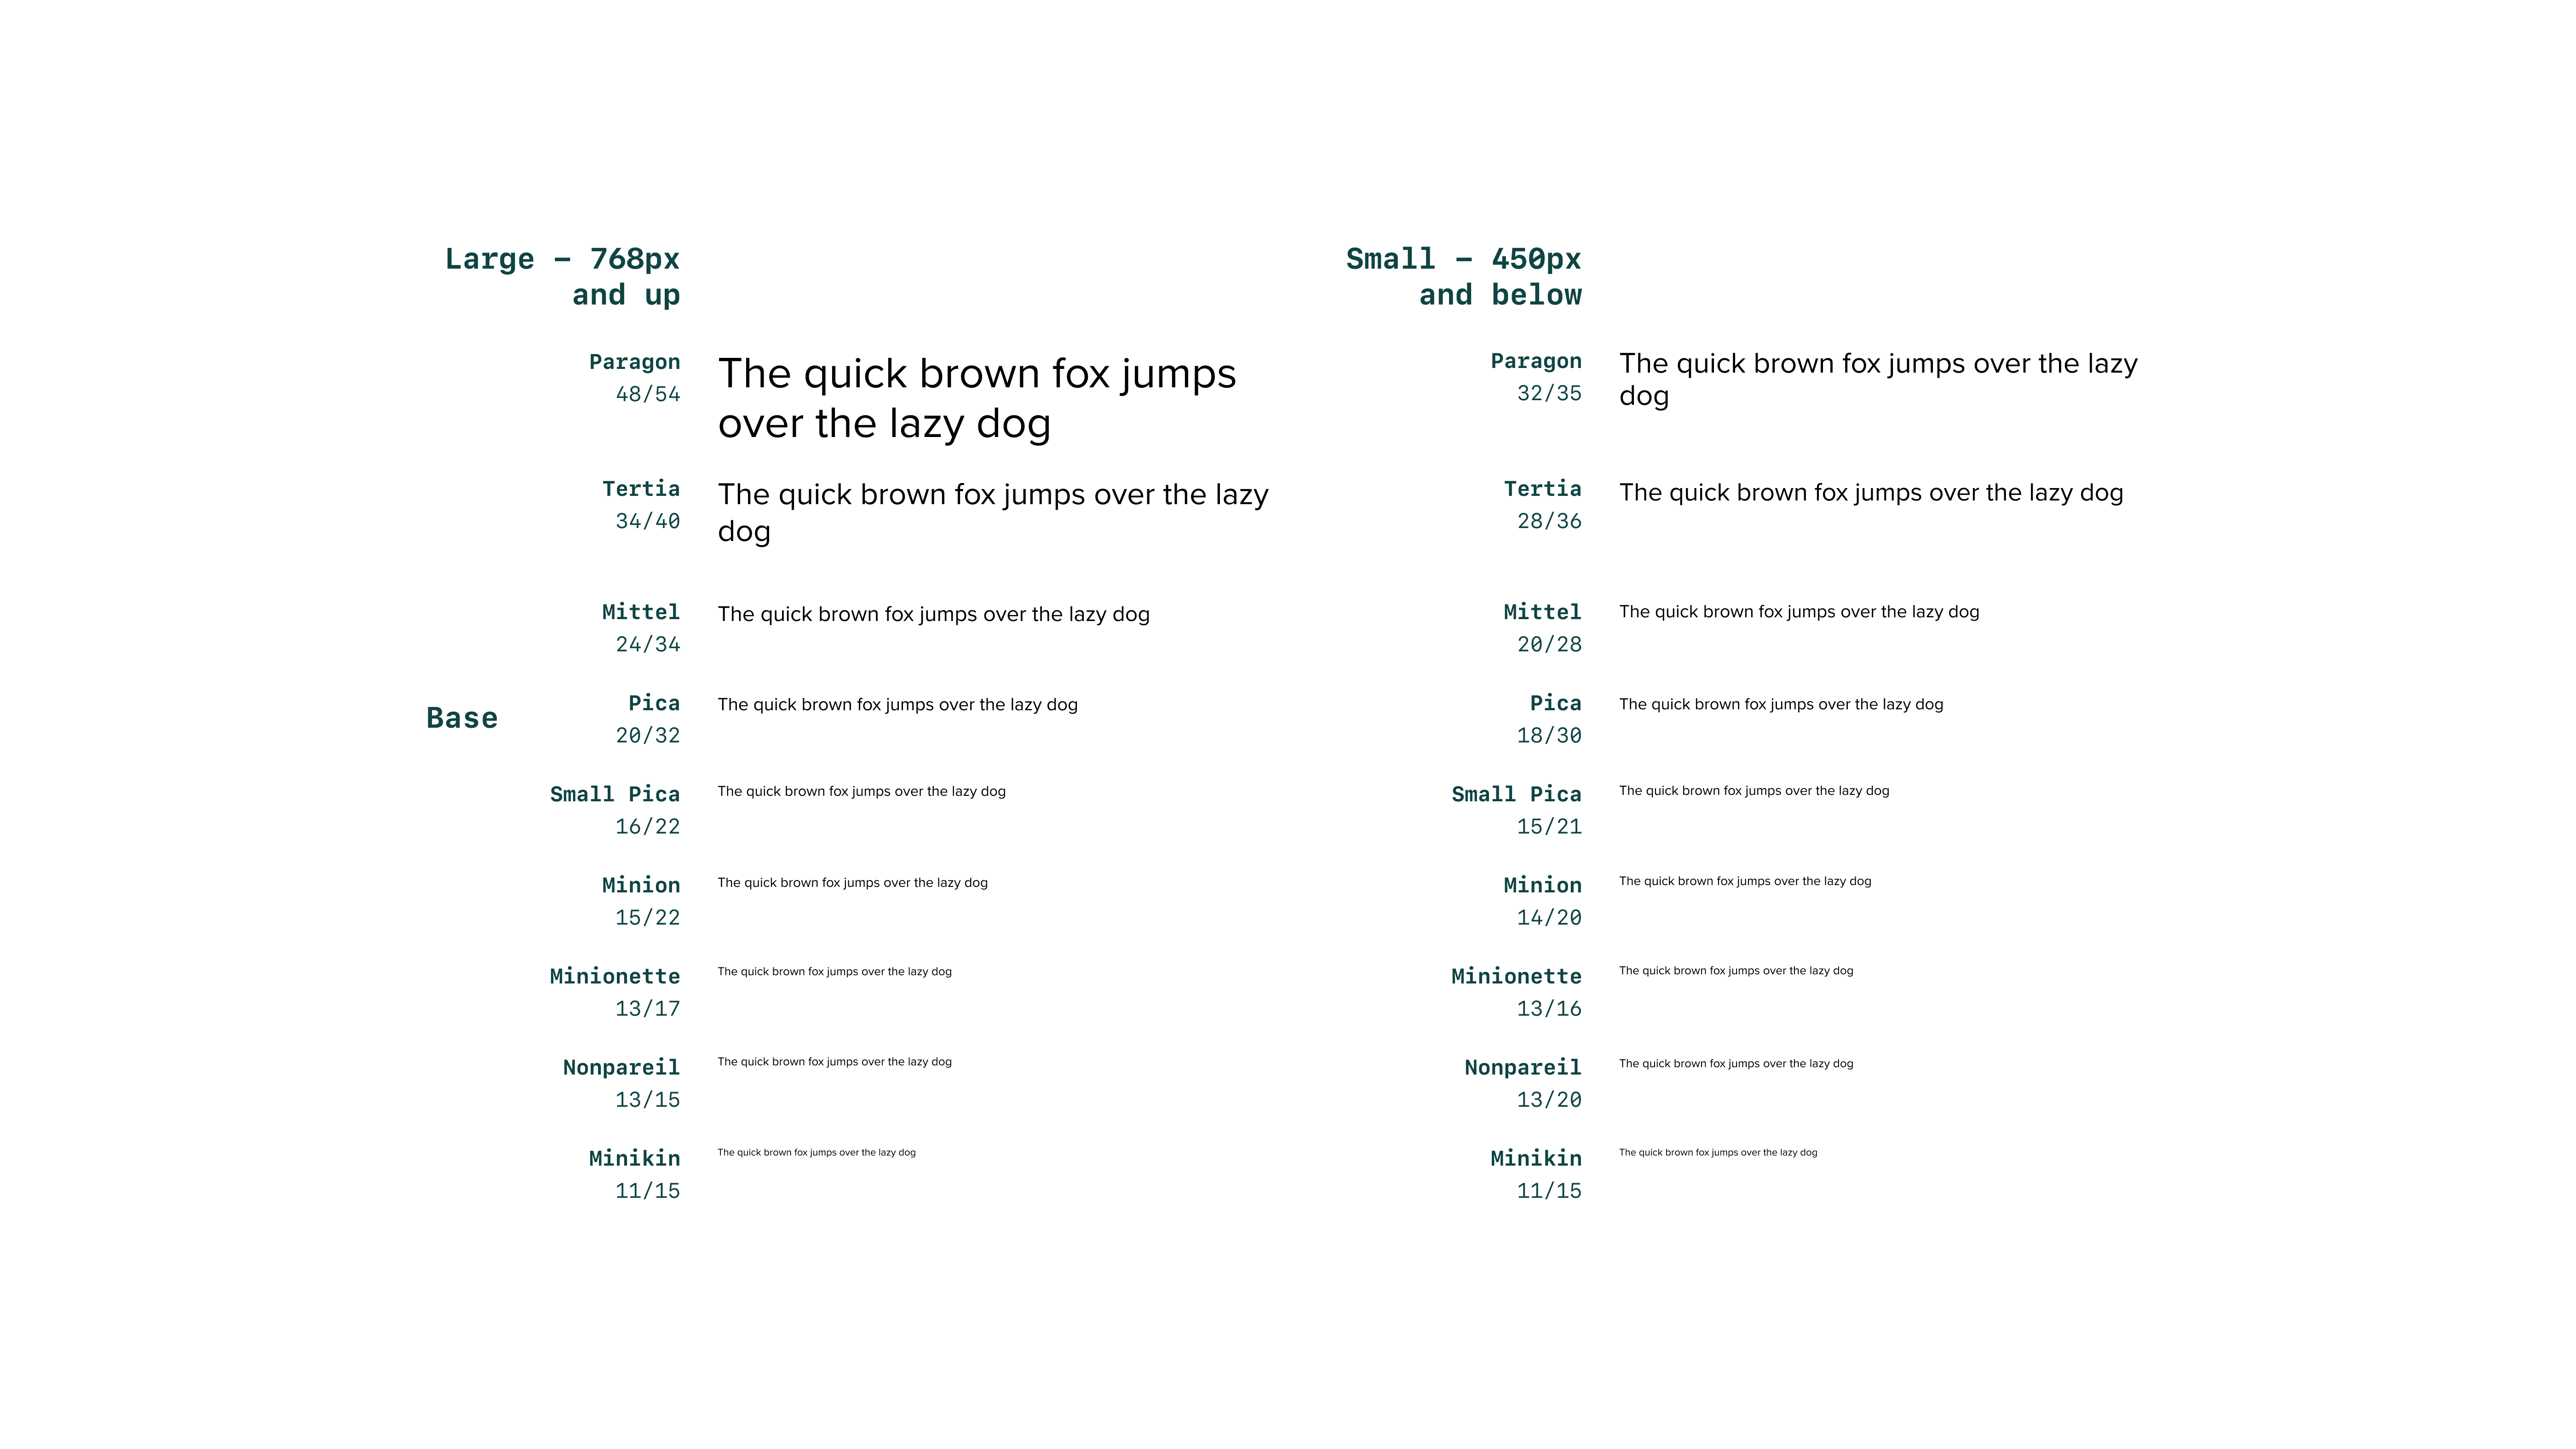 Large – 768px
and up
Paragon
48/54
The quick brown fox jumps
over the lazy dog
Tertia
34/40
The quick brown fox jumps over the lazy
dog
Mittel
24/34
The quick brown fox jumps over the lazy dog
Base
Pica
20/32
The quick brown fox jumps over the lazy dog
Small Pica
16/22
The quick brown fox jumps over the lazy dog
Minion
15/22
The quick brown fox jumps over the lazy dog
Minionette
13/17
The quick brown fox jumps over the lazy dog
Nonpareil
13/15
The quick brown fox jumps over the lazy dog
Minikin
11/15
The quick brown fox jumps over the lazy dog
Small – 450px
and below
Paragon
32/35
The quick brown fox jumps over the lazy
dog
Tertia
28/36
The quick brown fox jumps over the lazy dog
Mittel
20/28
The quick brown fox jumps over the lazy dog
Pica
18/30
The quick brown fox jumps over the lazy dog
Small Pica
15/21
The quick brown fox jumps over the lazy dog
Minion
14/20
The quick brown fox jumps over the lazy dog
Minionette
13/16
The quick brown fox jumps over the lazy dog
Nonpareil
13/20
The quick brown fox jumps over the lazy dog
Minikin
11/15
The quick brown fox jumps over the lazy dog